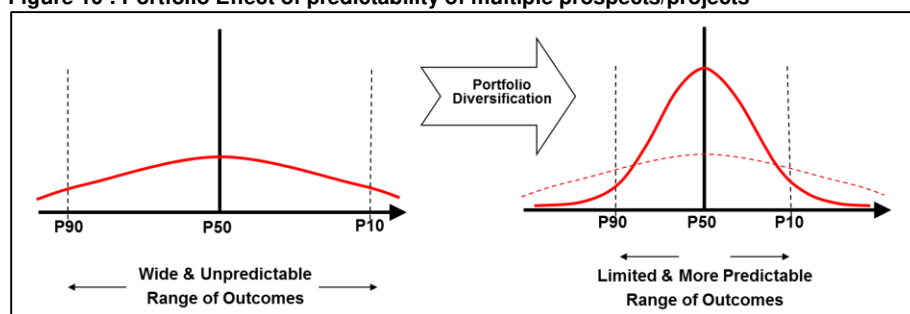 Figure 10 : Portfolio Effect of predictability of multiple prospects/projects
Portfolio
Diversification
P90
P50
P10
P90
P50
P10
Wide & Unpredictable
Range of Outcomes
Limited & More Predictable
Range of Outcomes